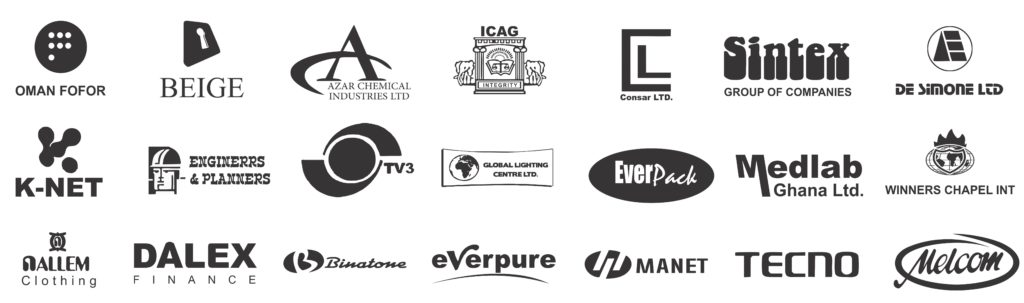 OMAN FOFOR
BEIGE
AZAR CHEMICAL
INDUSTRIES LTD
ICAG
INTEGRITY
Consar LTD.
Sintex
GROUP OF COMPANIES
DE SIMONE LTD
K-NET
ENGINERRS
& PLANNERS
TV3
GLOBAL LIGHTING
CENTRE LTD.
EverPack
Medlab
Ghana Ltd.
WINNERS CHAPEL INT
NALLEM
Clothing
DALEX
FINANCE
Binatone
everpure
MANET
TECNO
Melcom